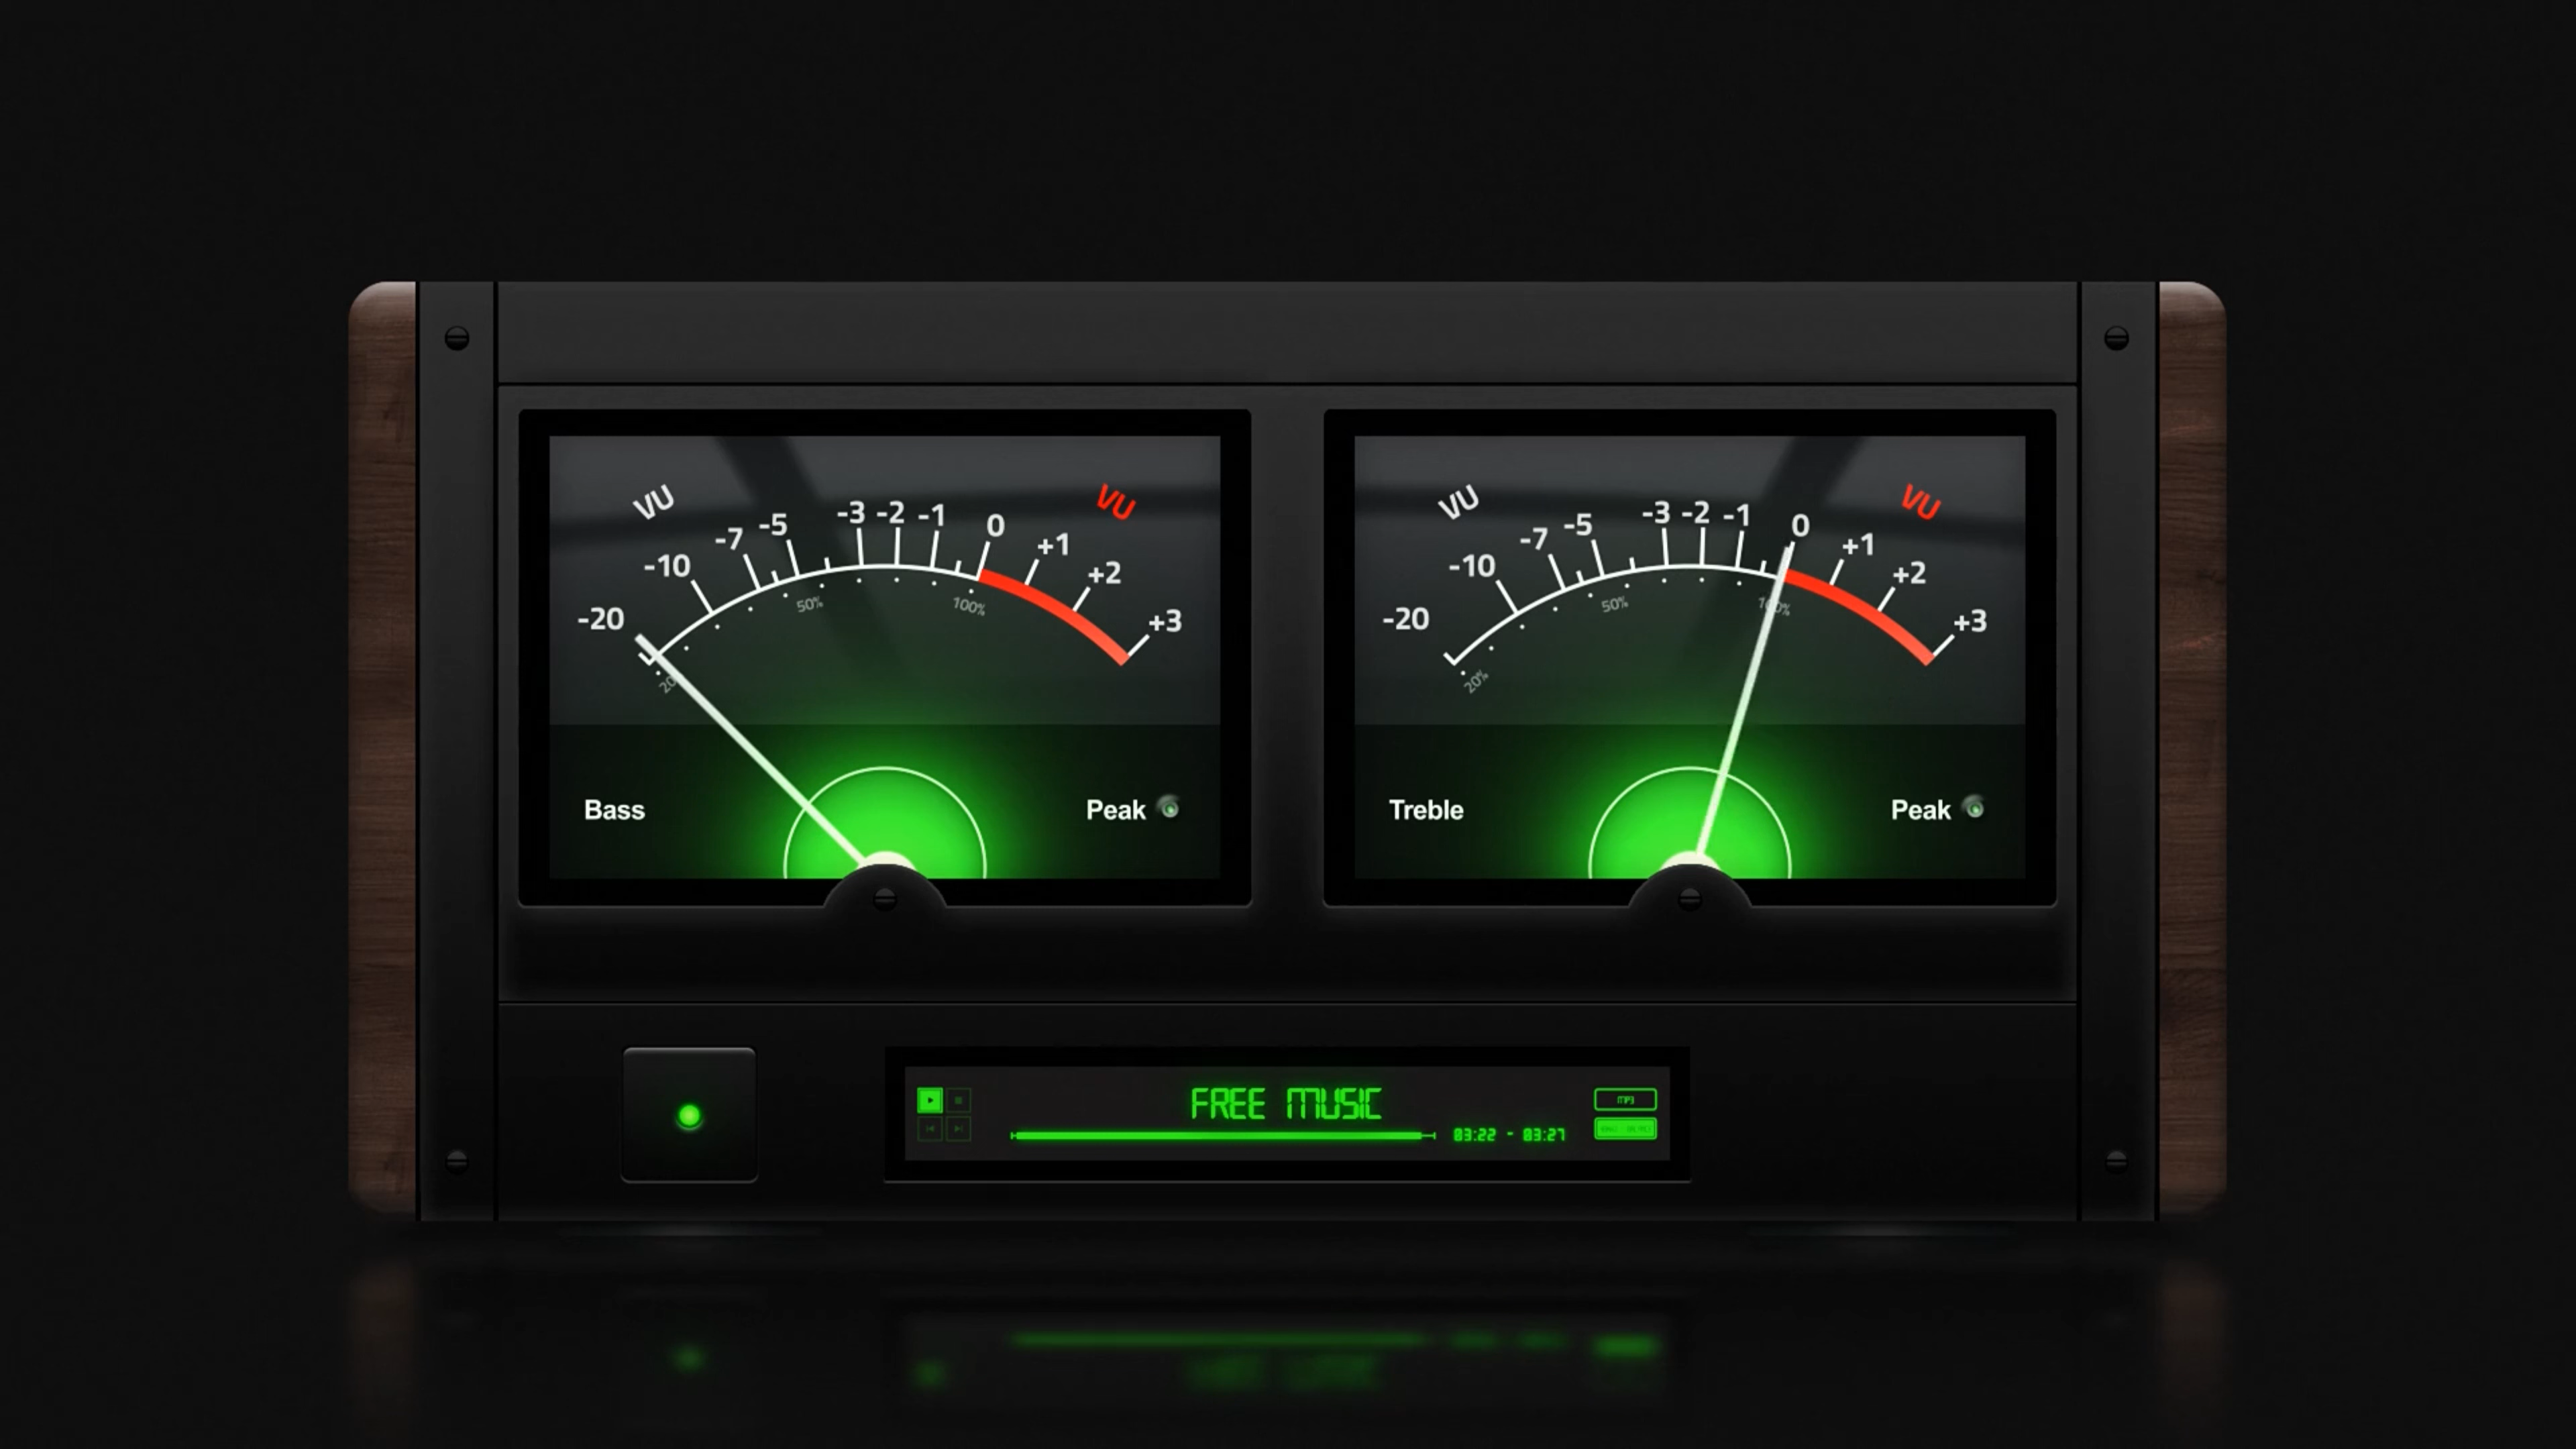 VU VU
-20 -10 -7 -5 -3 -2 -1 0 +1 +2 +3
50% 100%
Bass Peak
VU VU
-20 -10 -7 -5 -3 -2 -1 0 +1 +2 +3
20% 50% 100%
Treble Peak
FREE MUSIC
03:22 - 03:27
MP3